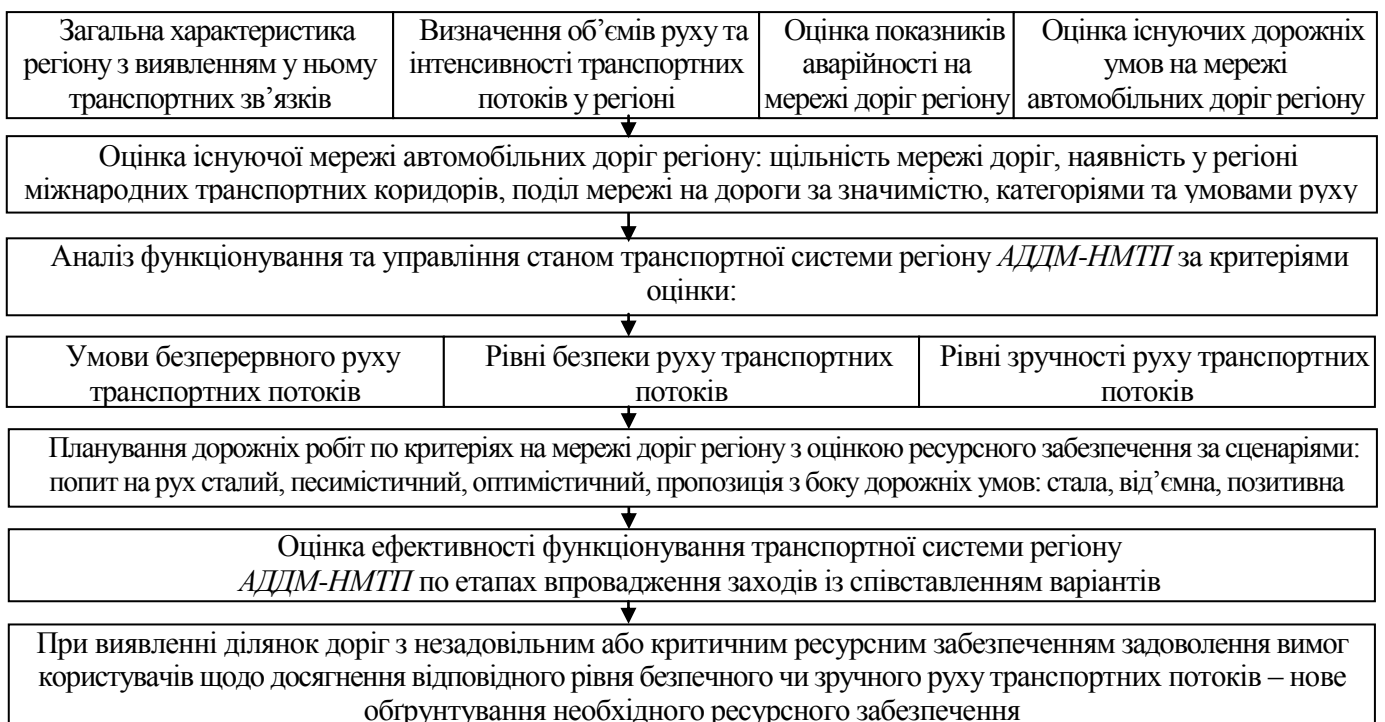 Загальна характеристика
регіону з виявленням у ньому
транспортних зв’язків
Визначення об’ємів руху та
інтенсивності транспортних
потоків у регіоні
Оцінка показників
аварійності на
мережі доріг регіону
Оцінка існуючих дорожніх
умов на мережі
автомобільних доріг регіону
Оцінка існуючої мережі автомобільних доріг регіону: щільність мережі доріг, наявність у регіоні
міжнародних транспортних коридорів, поділ мережі на дороги за значимістю, категоріями та умовами руху
Аналіз функціонування та управління станом транспортної системи регіону АДДМ-НМТП за критеріями
оцінки:
Умови безперервного руху
транспортних потоків
Рівні безпеки руху транспортних
потоків
Рівні зручності руху транспортних
потоків
Планування дорожніх робіт по критеріях на мережі доріг регіону з оцінкою ресурсного забезпечення за сценаріями:
попит на рух сталий, песимістичний, оптимістичний, пропозиція з боку дорожніх умов: стала, від’ємна, позитивна
Оцінка ефективності функціонування транспортної системи регіону
АДДМ-НМТП по етапах впровадження заходів із співставленням варіантів
При виявленні ділянок доріг з незадовільним або критичним ресурсним забезпеченням задоволення вимог
користувачів щодо досягнення відповідного рівня безпечного чи зручного руху транспортних потоків – нове
обґрунтування необхідного ресурсного забезпечення